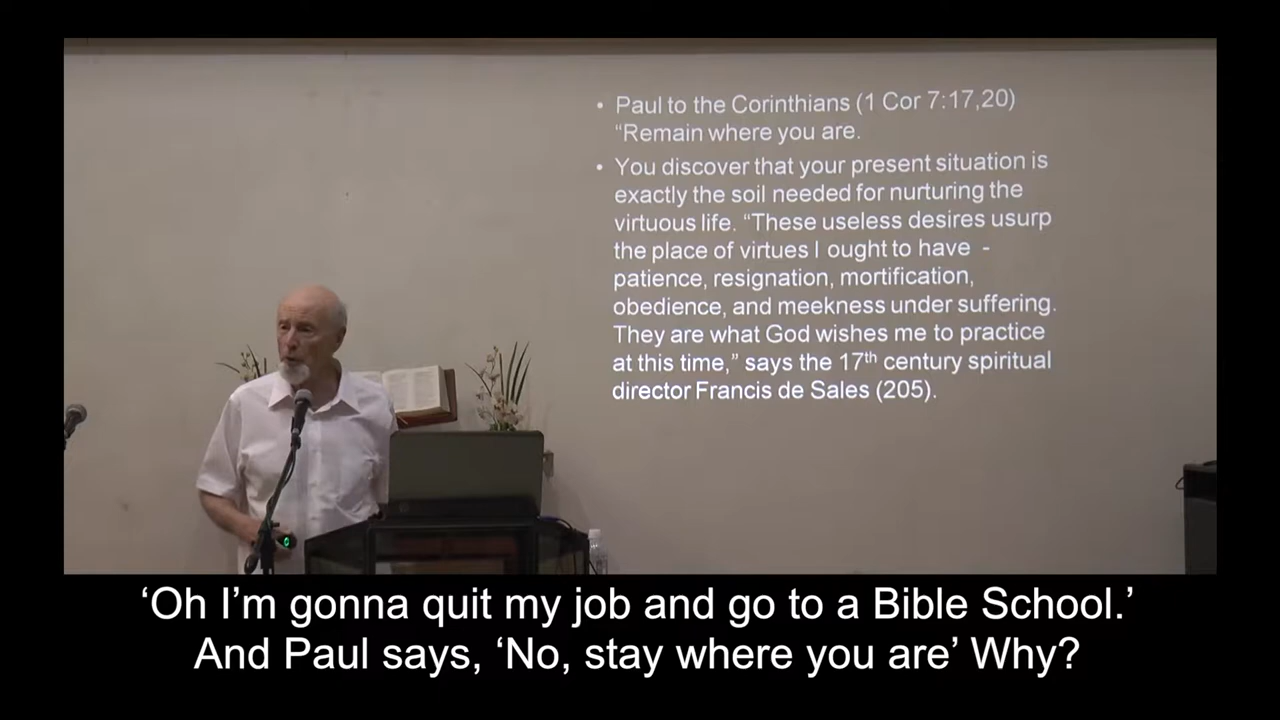 • Paul to the Corinthians (1 Cor 7:17,20)
“Remain where you are.
• You discover that your present situation is
exactly the soil needed for nurturing the
virtuous life. “These useless desires usurp
the place of virtues I ought to have -
patience, resignation, mortification,
obedience, and meekness under suffering.
They are what God wishes me to practice
at this time,” says the 17th century spiritual
director Francis de Sales (205).
‘Oh I’m gonna quit my job and go to a Bible School.’
And Paul says, ‘No, stay where you are’ Why?